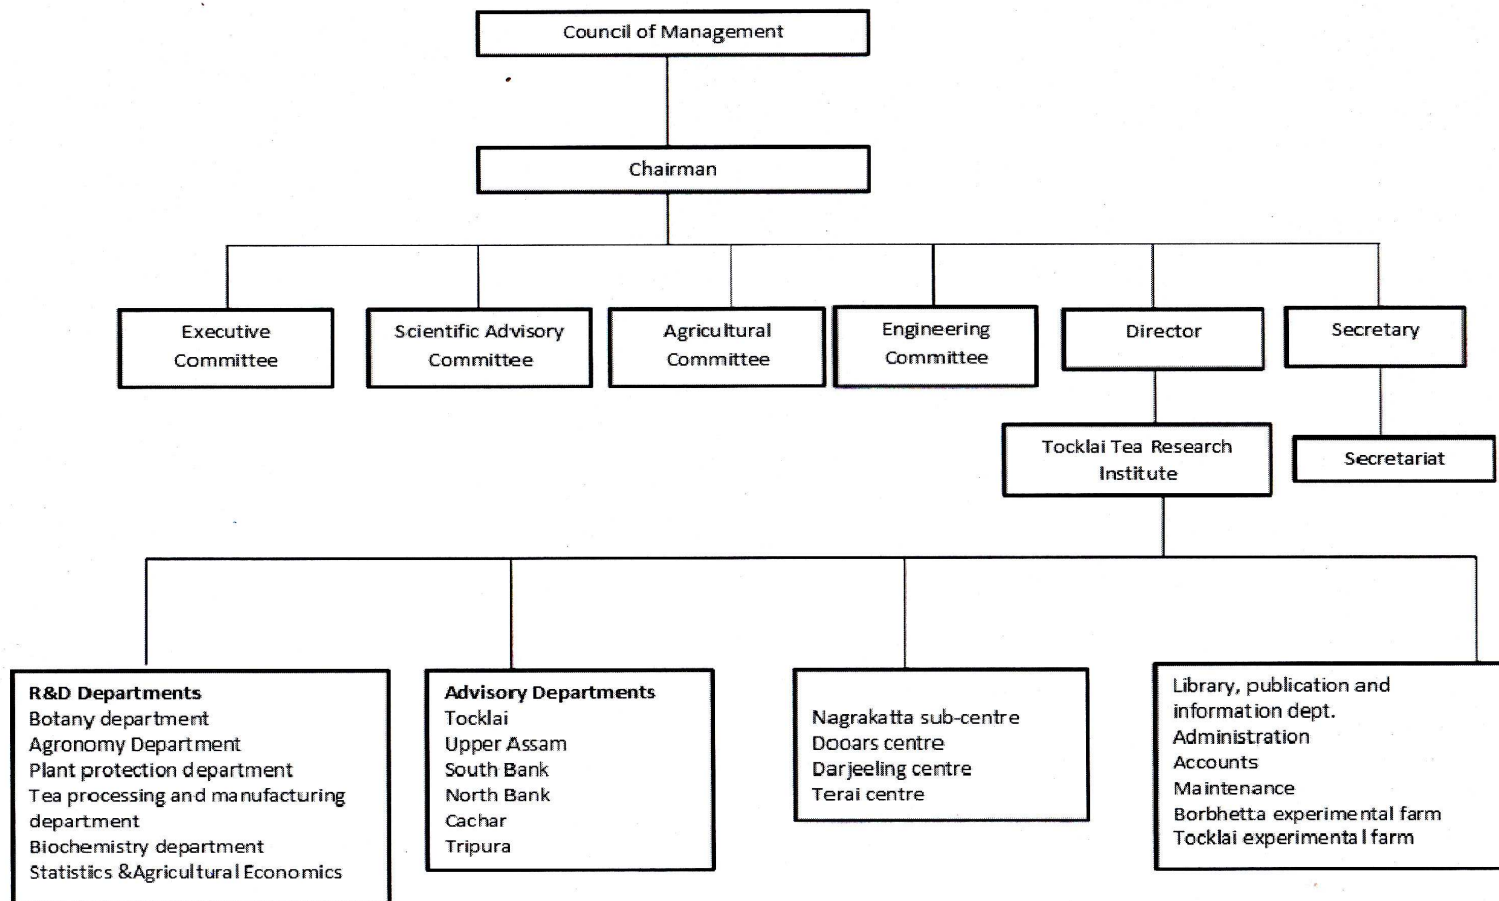 Council of Management
Chairman
Executive
Committee
Scientific Advisory
Committee
Agricultural
Committee
Engineering
Committee
Director
Secretary
Tocklai Tea Research
Institute
Secretariat
R&D Departments
Botany department
Agronomy Department
Plant protection department
Tea processing and manufacturing
department
Biochemistry department
Statistics &Agricultural Economics
Advisory Departments
Tocklai
Upper Assam
South Bank
North Bank
Cachar
Tripura
Nagrakatta sub-centre
Dooars centre
Darjeeling centre
Terai centre
Library, publication and
information dept.
Administration
Accounts
Maintenance
Borbhetta experimental farm
Tocklai experimental farm